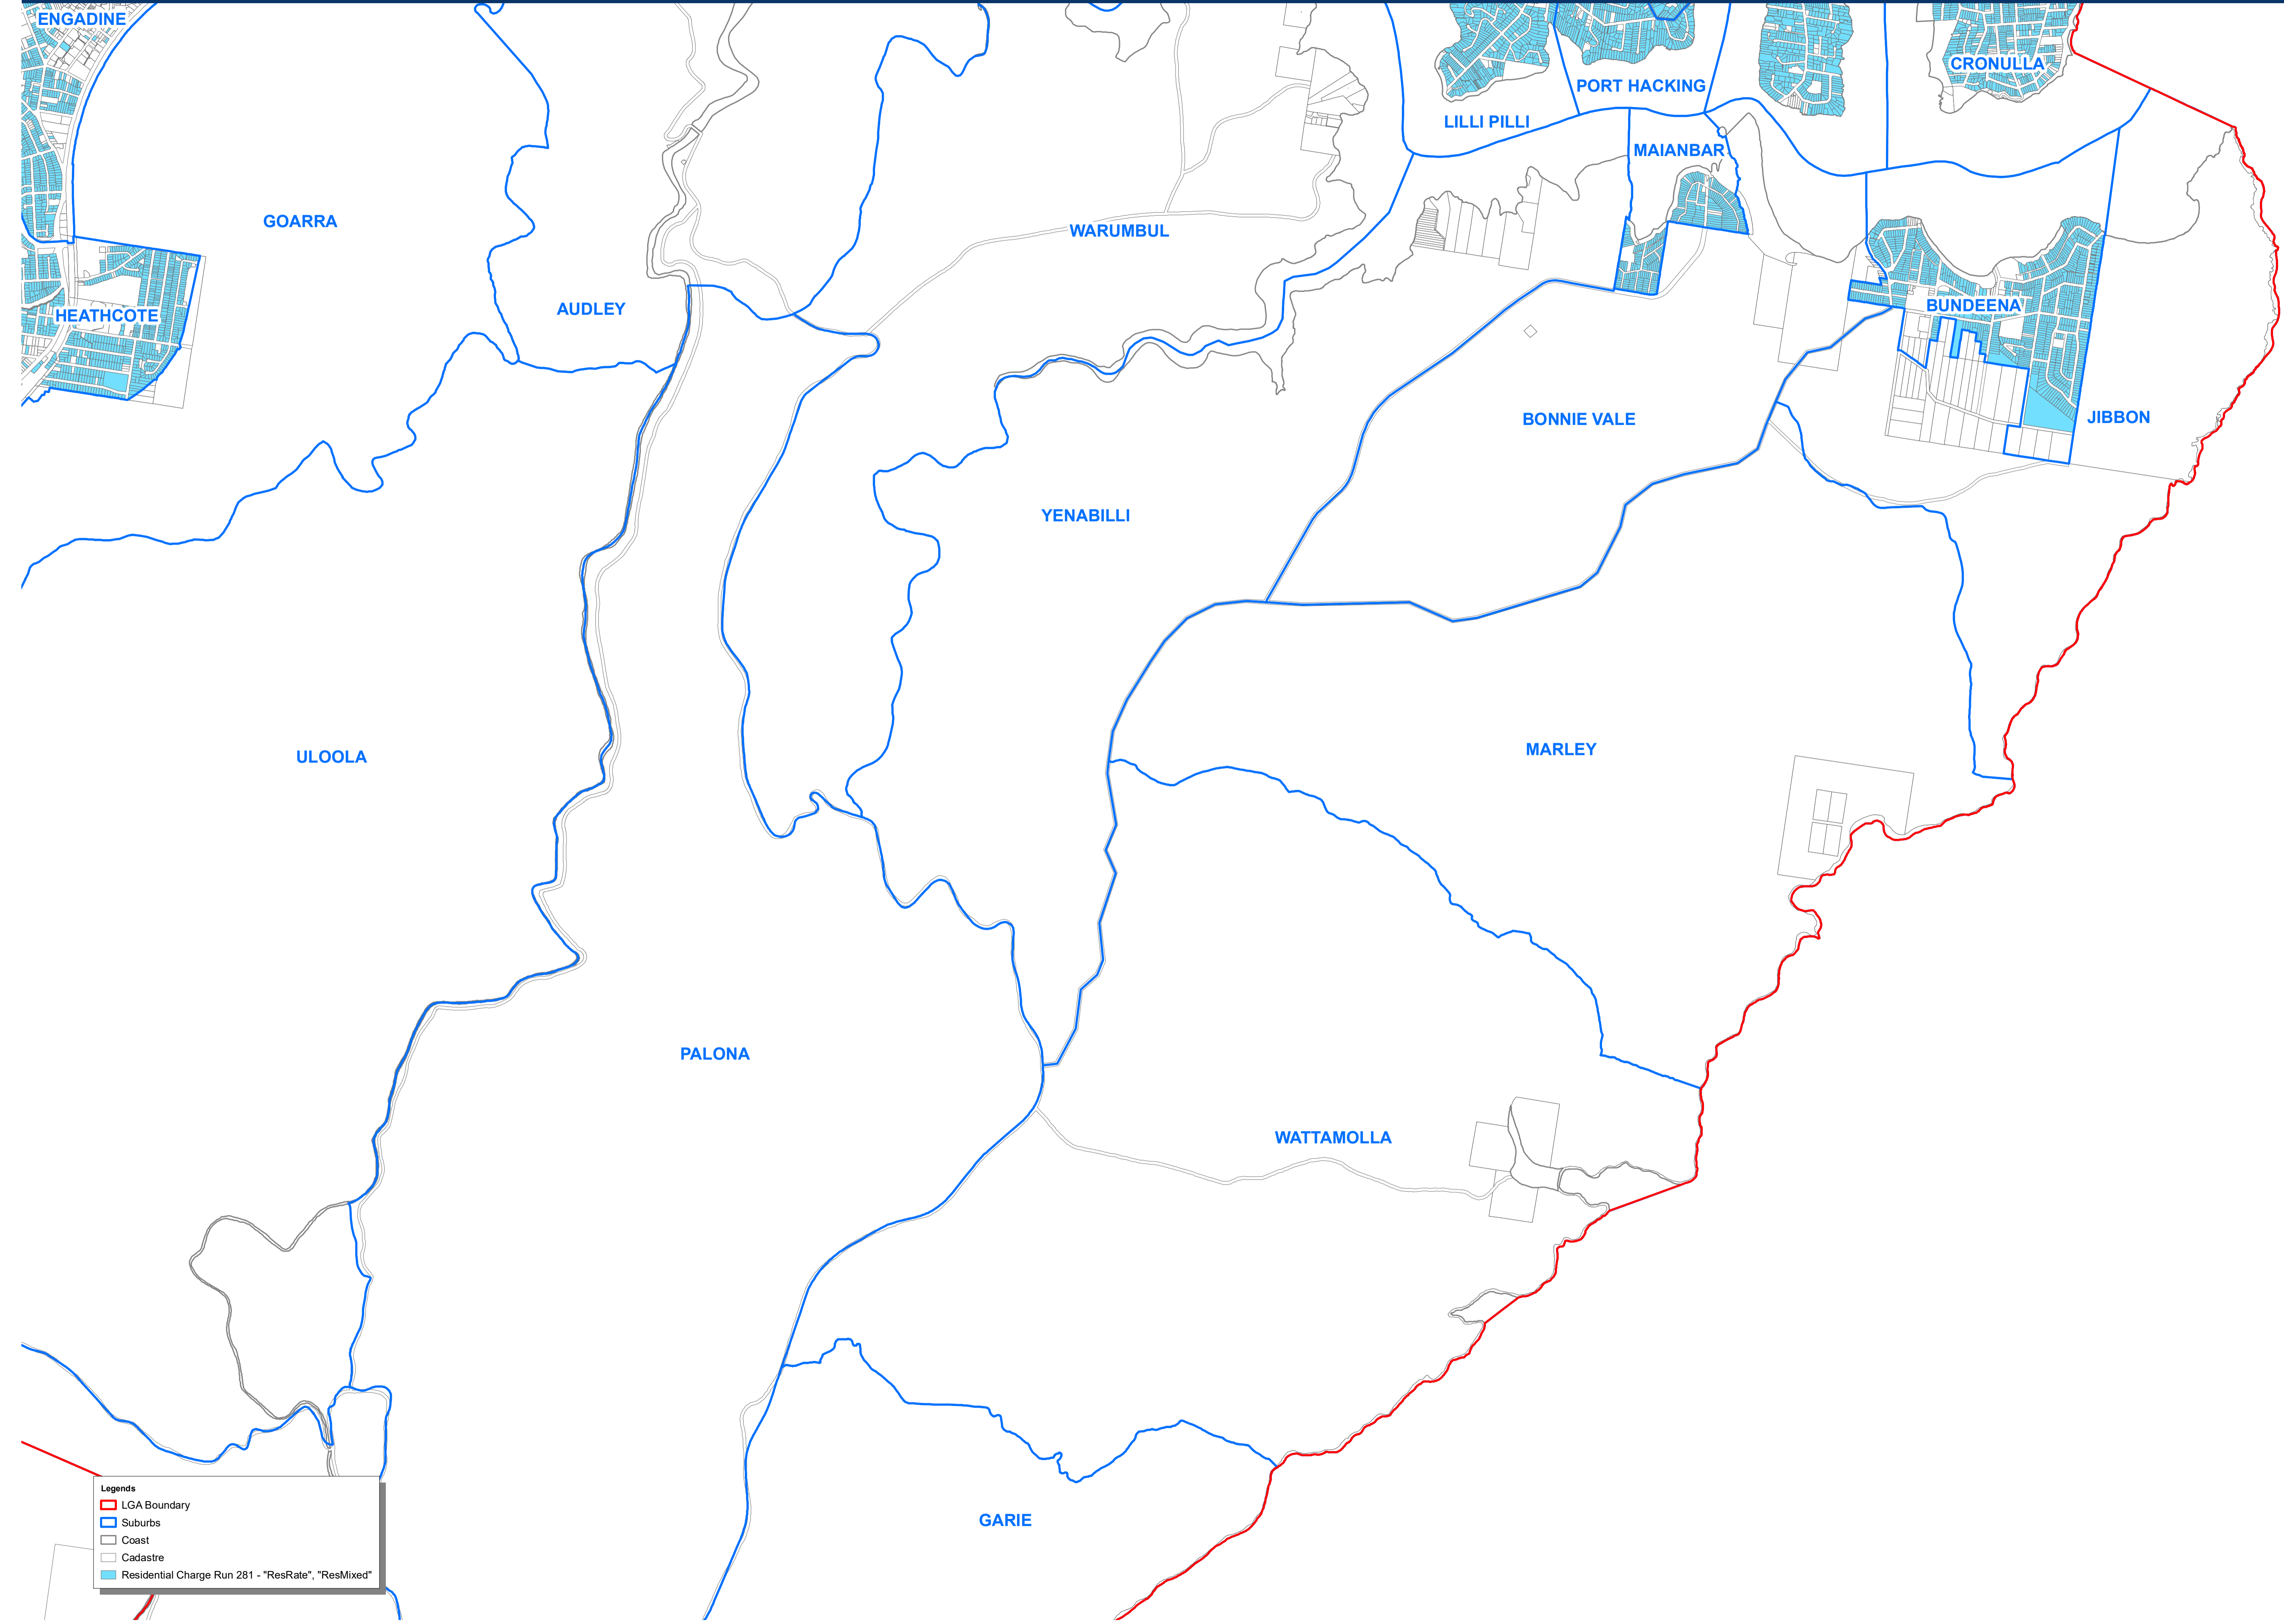 ENGADINE
CRONULLA
PORT HACKING
LILLI PILLI
MAIANBAR
GOARRA
WARUMBUL
AUDLEY
HEATHCOTE
BUNDEENA
BONNIE VALE
JIBBON
YENABILLI
MARLEY
ULOOLA
PALONA
WATTAMOLLA
GARIE
Legends
LGA Boundary
Suburbs
Coast
Cadastre
Residential Charge Run 281 - "ResRate", "ResMixed"